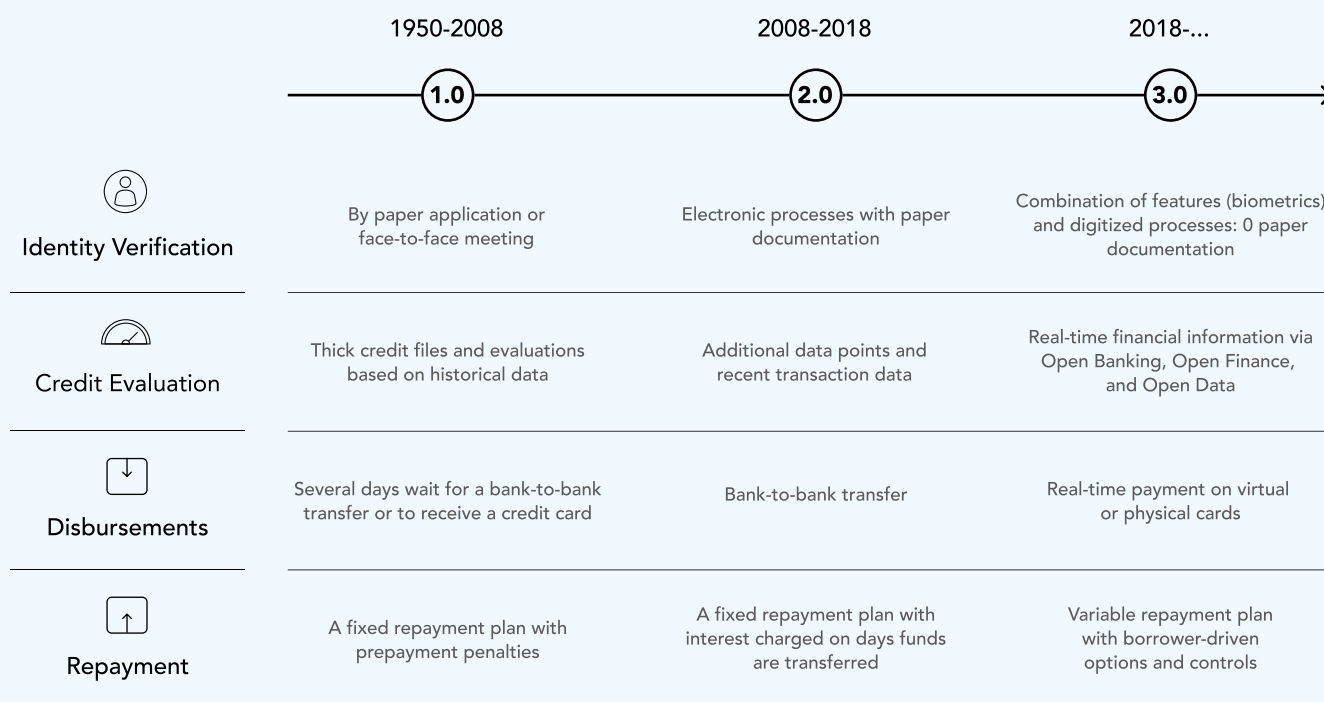 1950-2008
2008-2018
2018-...
1.0
2.0
3.0
Identity Verification
By paper application or
face-to-face meeting
Electronic processes with paper
documentation
Combination of features (biometrics)
and digitized processes: 0 paper
documentation
Credit Evaluation
Thick credit files and evaluations
based on historical data
Additional data points and
recent transaction data
Real-time financial information via
Open Banking, Open Finance,
and Open Data
Disbursements
Several days wait for a bank-to-bank
transfer or to receive a credit card
Bank-to-bank transfer
Real-time payment on virtual
or physical cards
Repayment
A fixed repayment plan with
prepayment penalties
A fixed repayment plan with
interest charged on days funds
are transferred
Variable repayment plan
with borrower-driven
options and controls